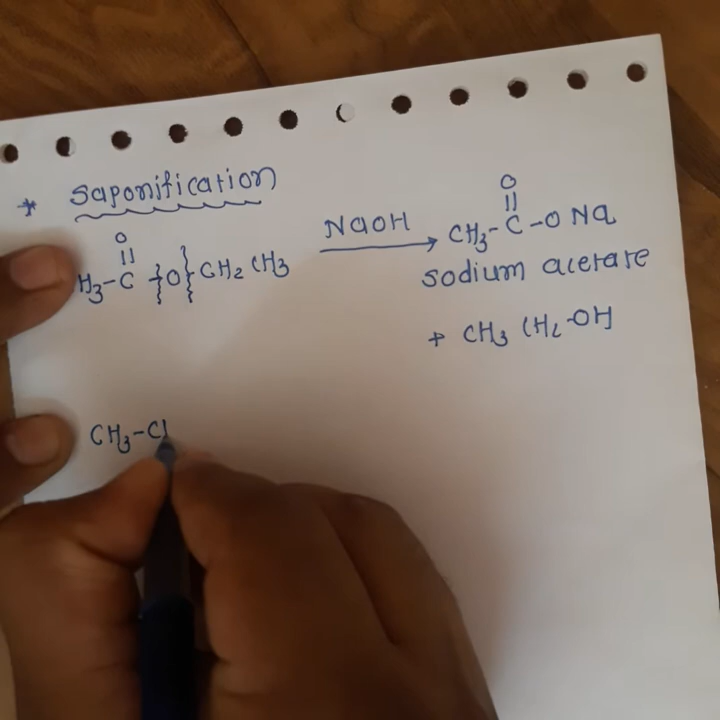 * Saponification
O
||
H3-C }O} CH2 CH3
NaOH
O
||
CH3-C-O Na
sodium acetate
+ CH3 CH2-OH
CH3-C